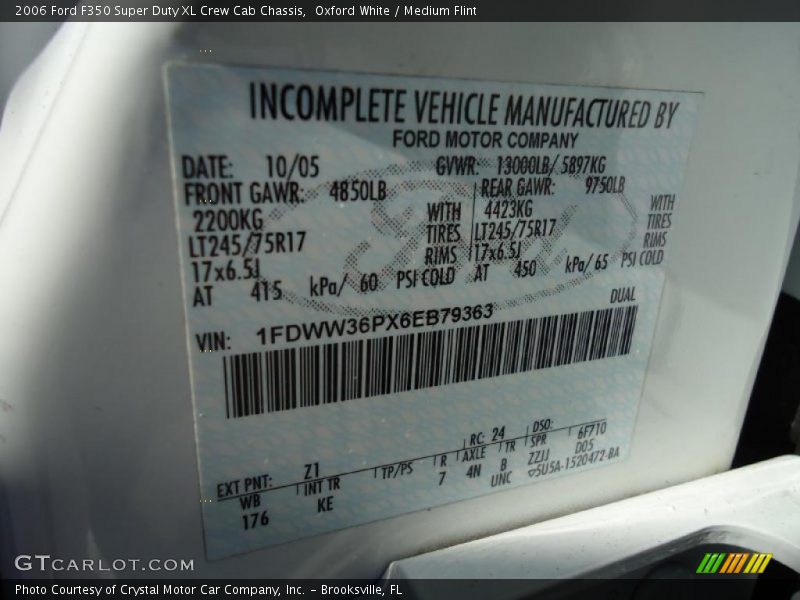 2006 Ford F350 Super Duty XL Crew Cab Chassis, Oxford White / Medium Flint
INCOMPLETE VEHICLE MANUFACTURED BY
FORD MOTOR COMPANY
DATE: 10/05 GVWR: 13000LB/ 5897KG
FRONT GAWR: 4850LB REAR GAWR: 9750LB
2200KG WITH 4423KG WITH
LT245/75R17 TIRES LT245/75R17 TIRES
17x6.5J RIMS 17x6.5J RIMS
AT 415 kPa/ 60 PSI COLD AT 450 kPa/ 65 PSI COLD
DUAL
VIN: 1FDWW36PX6EB79363
EXT PNT: Z1 RC: 24 DSO: 6F710
WB INT TR TP/PS R AXLE TR SPR D05
176 KE 7 4N B ZZJJ
UNC 5U5A-1520472-BA
GTCARLOT.COM
Photo Courtesy of Crystal Motor Car Company, Inc. – Brooksville, FL